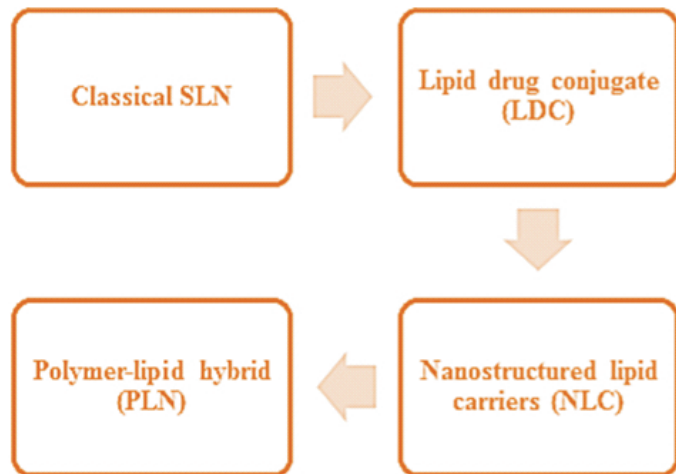 Classical SLN
Lipid drug conjugate
(LDC)
Nanostructured lipid
carriers (NLC)
Polymer-lipid hybrid
(PLN)